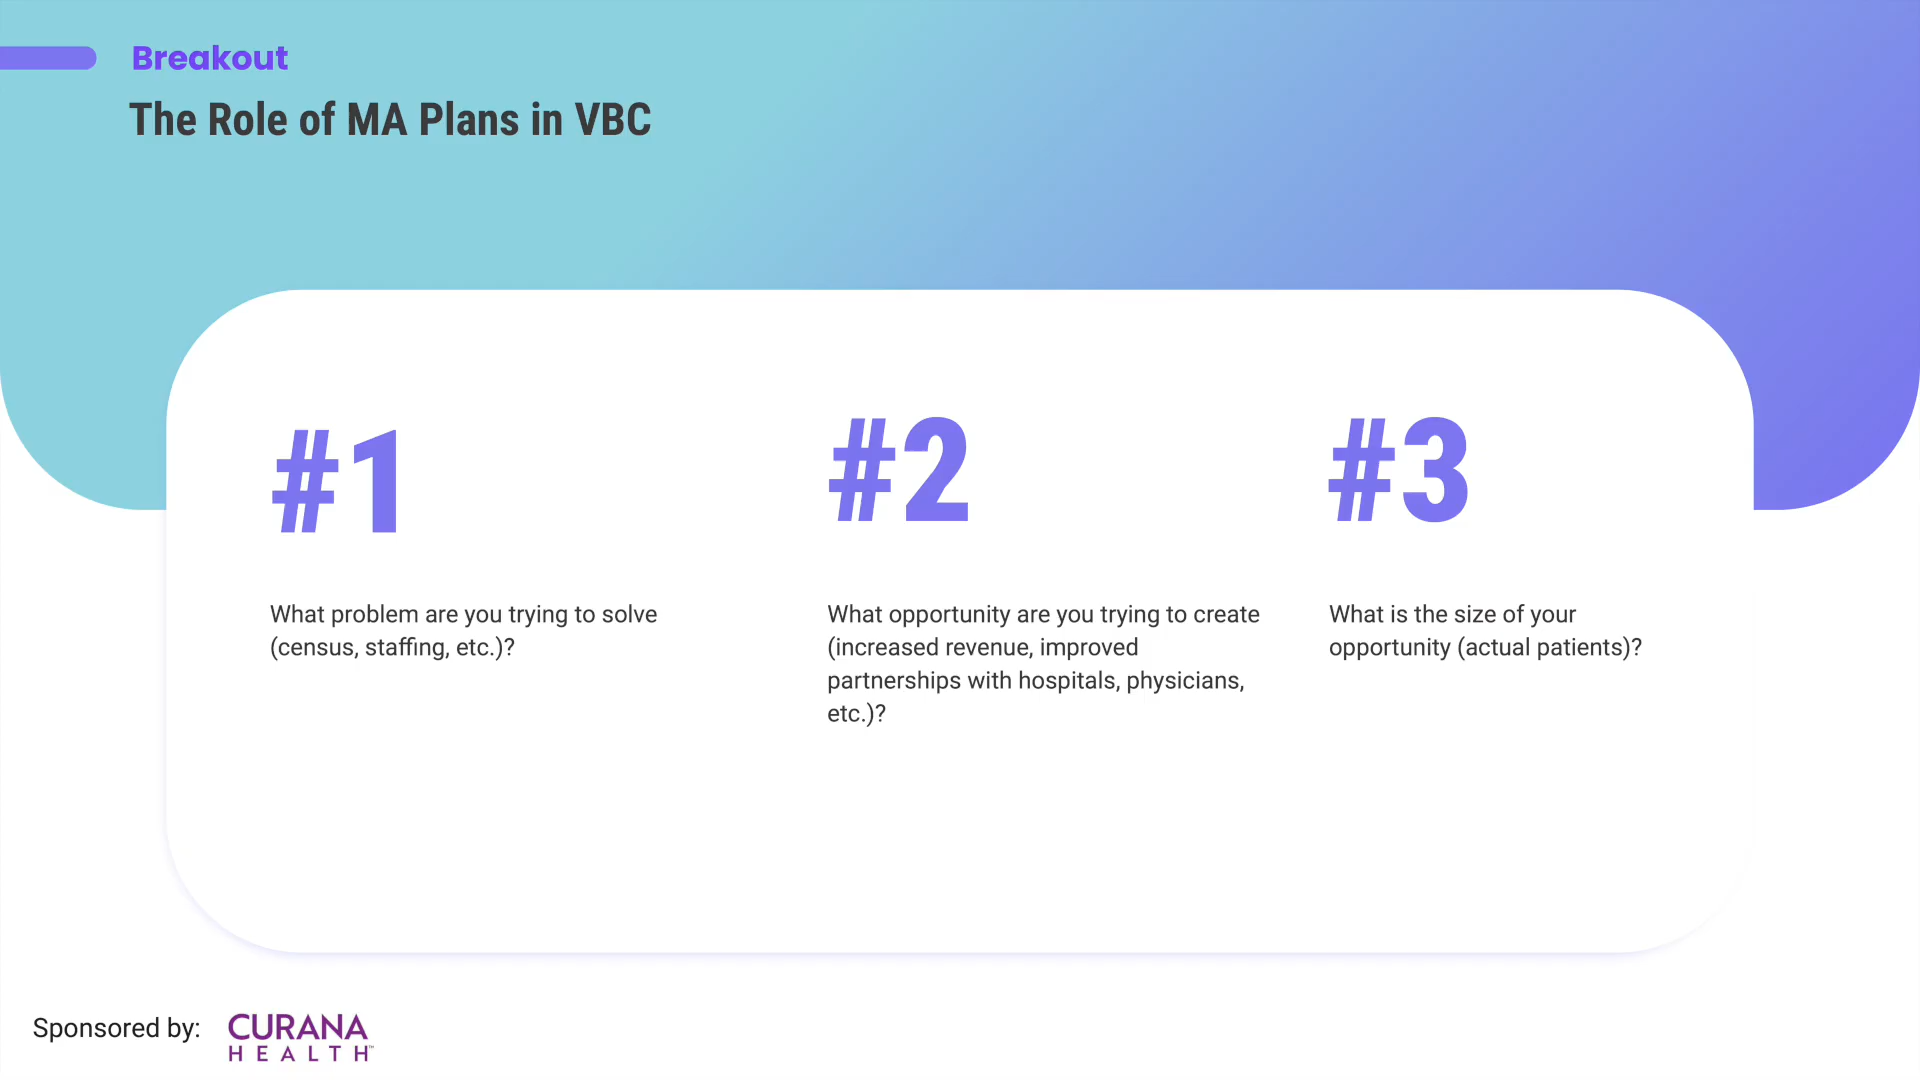 Breakout
The Role of MA Plans in VBC
#1
What problem are you trying to solve
(census, staffing, etc.)?
#2
What opportunity are you trying to create
(increased revenue, improved
partnerships with hospitals, physicians,
etc.)?
#3
What is the size of your
opportunity (actual patients)?
Sponsored by:
CURANA
HEALTH™